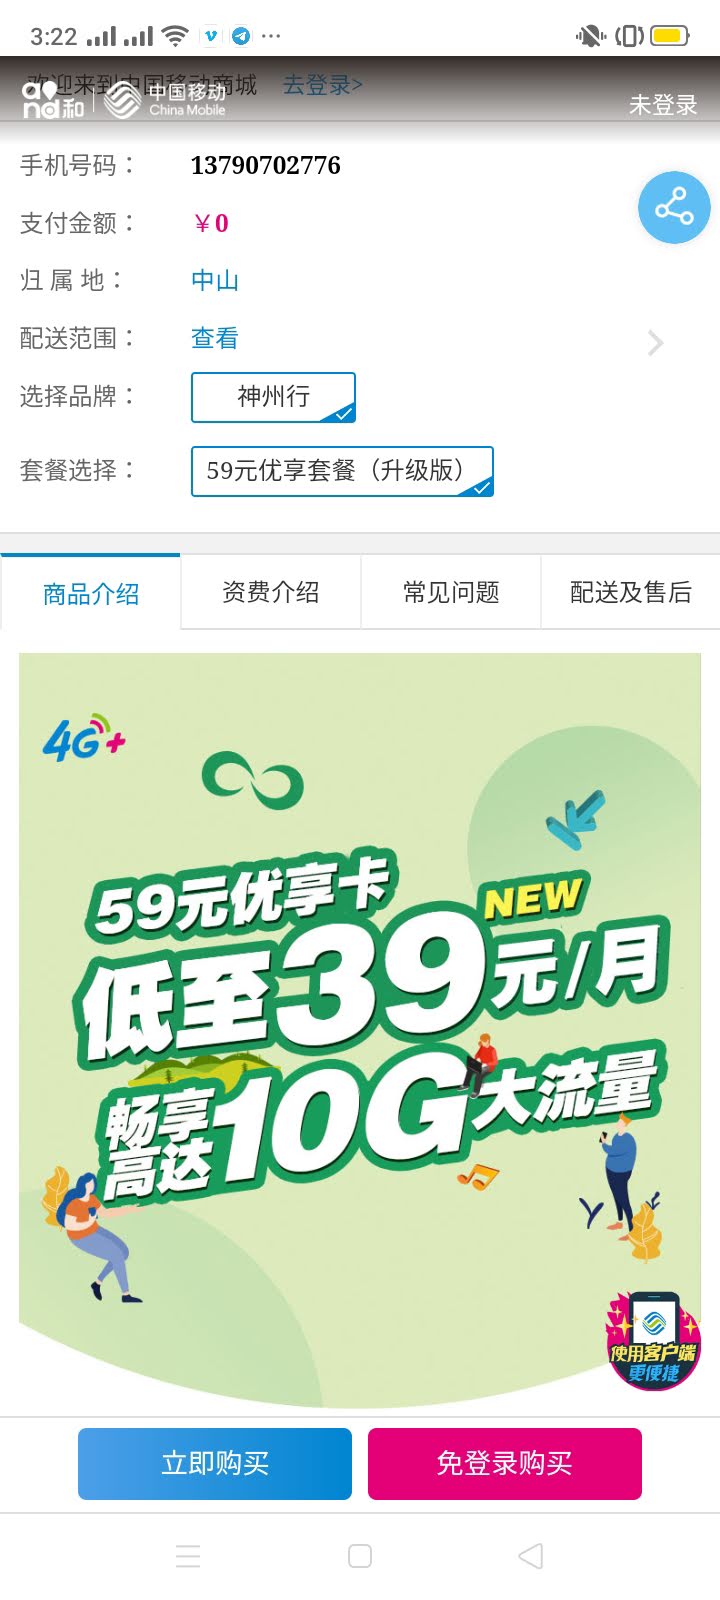 3:22
欢迎来到中国移动商城 去登录>
and和 中国移动 China Mobile
未登录
手机号码： 13790702776
支付金额： ￥0
归 属 地： 中山
配送范围： 查看
选择品牌： 神州行
套餐选择： 59元优享套餐（升级版）
商品介绍 资费介绍 常见问题 配送及售后
4G+
59元优享卡
NEW
低至39元/月
畅享高达10G大流量
使用客户端
更便捷
立即购买 免登录购买